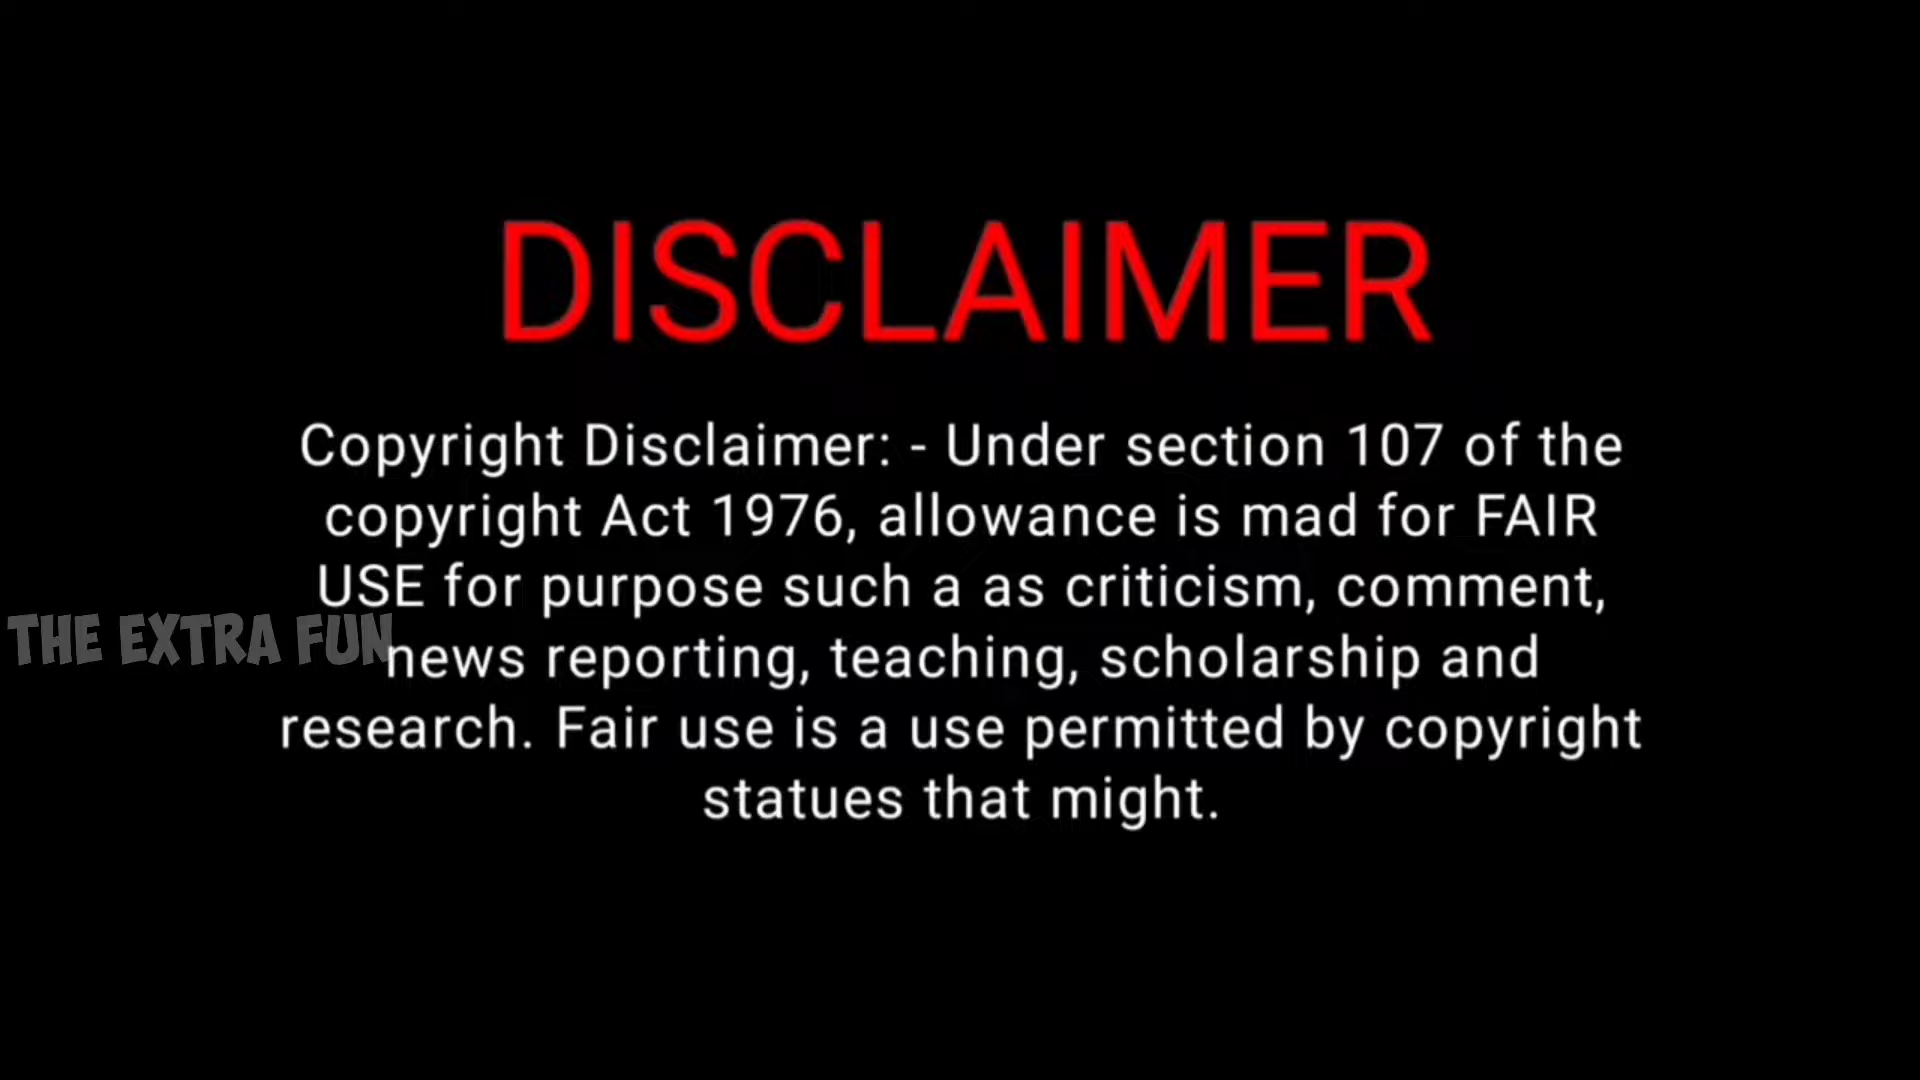 DISCLAIMER
Copyright Disclaimer: - Under section 107 of the
copyright Act 1976, allowance is mad for FAIR
USE for purpose such a as criticism, comment,
THE EXTRA FUN
news reporting, teaching, scholarship and
research. Fair use is a use permitted by copyright
statues that might.